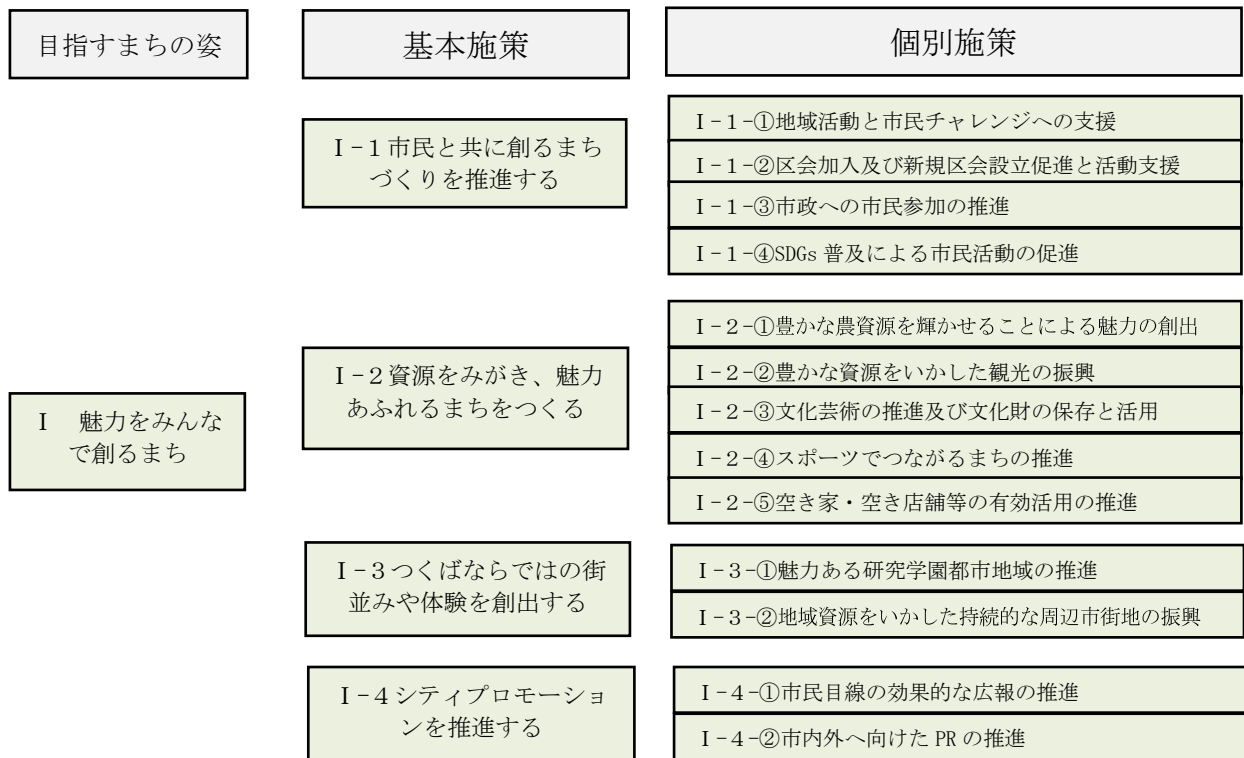 目指すまちの姿
基本施策
個別施策
Ⅰ-1市民と共に創るまち
づくりを推進する
Ⅰ-1-①地域活動と市民チャレンジへの支援
Ⅰ-1-②区会加入及び新規区会設立促進と活動支援
Ⅰ-1-③市政への市民参加の推進
Ⅰ-1-④SDGs 普及による市民活動の促進
Ⅰ 魅力をみんな
で創るまち
Ⅰ-2資源をみがき、魅力
あふれるまちをつくる
Ⅰ-2-①豊かな農資源を輝かせることによる魅力の創出
Ⅰ-2-②豊かな資源をいかした観光の振興
Ⅰ-2-③文化芸術の推進及び文化財の保存と活用
Ⅰ-2-④スポーツでつながるまちの推進
Ⅰ-2-⑤空き家・空き店舗等の有効活用の推進
Ⅰ-3つくばならではの街
並みや体験を創出する
Ⅰ-3-①魅力ある研究学園都市地域の推進
Ⅰ-3-②地域資源をいかした持続的な周辺市街地の振興
Ⅰ-4シティプロモーショ
ンを推進する
Ⅰ-4-①市民目線の効果的な広報の推進
Ⅰ-4-②市内外へ向けた PR の推進